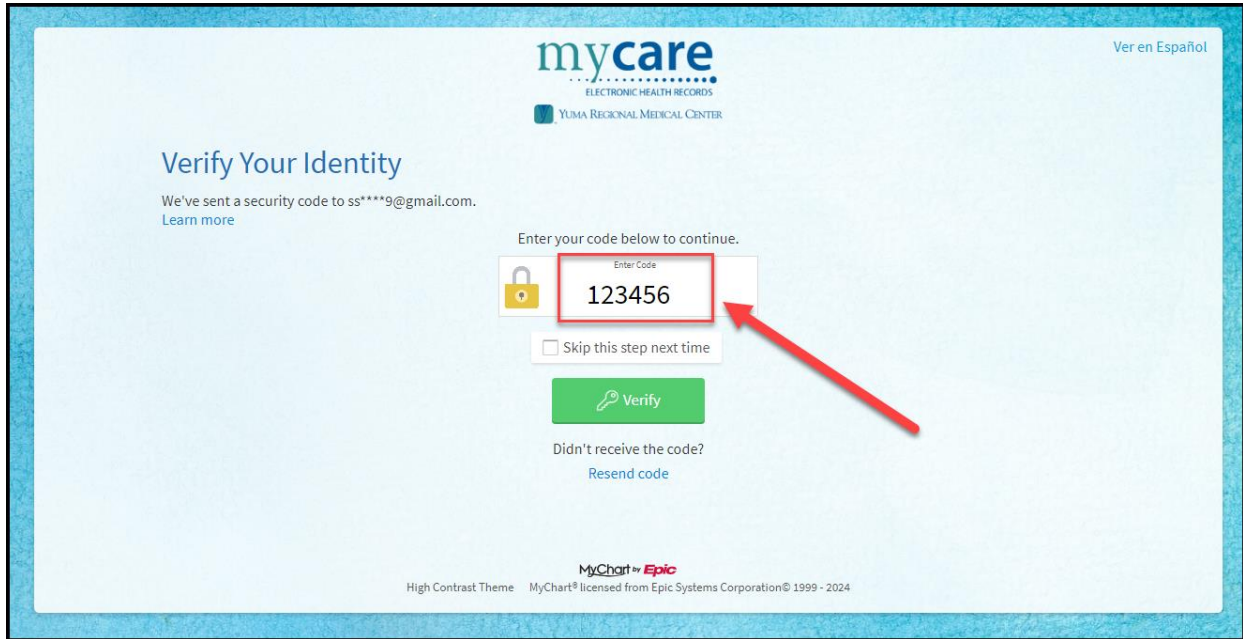 mycare
Ver en Español
ELECTRONIC HEALTH RECORDS
YUMA REGIONAL MEDICAL CENTER
Verify Your Identity
We've sent a security code to ss****9@gmail.com.
Learn more
Enter your code below to continue.
Enter Code
123456
Skip this step next time
Verify
Didn't receive the code?
Resend code
MyChart by Epic
High Contrast Theme MyChart® licensed from Epic Systems Corporation© 1999 - 2024